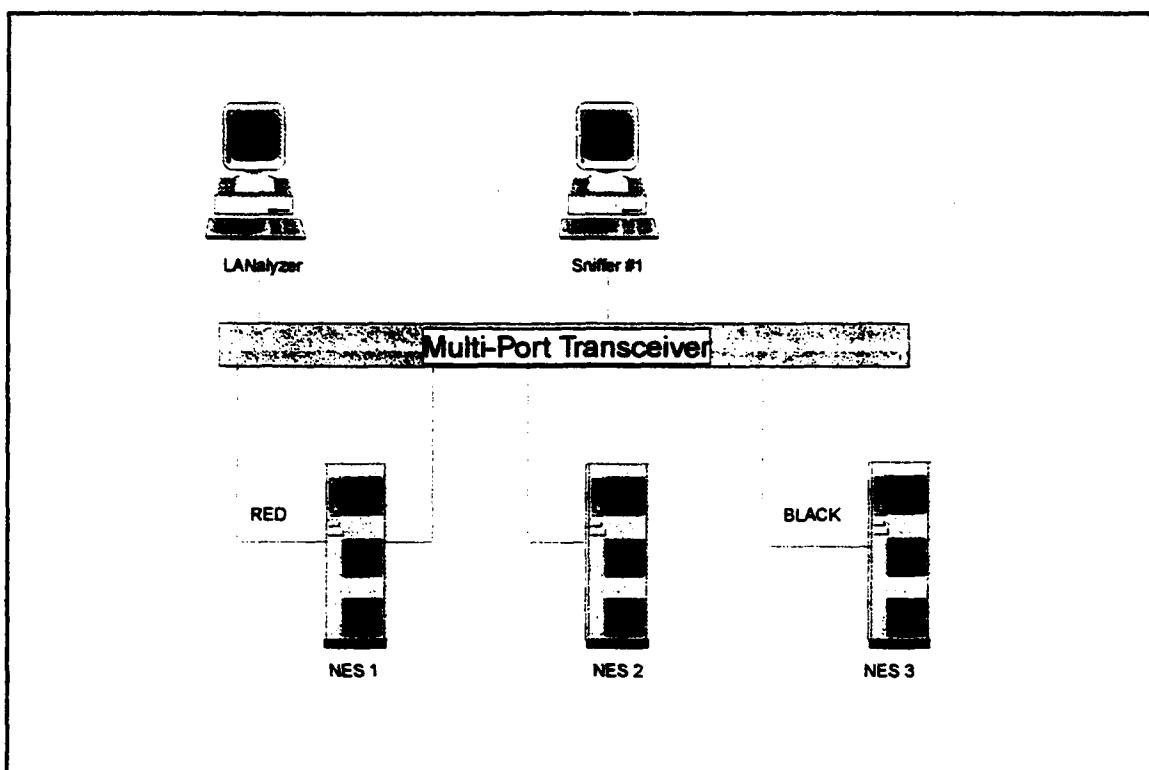 LANalyzer
Sniffer #1
Multi-Port Transceiver
RED
BLACK
NES 1
NES 2
NES 3